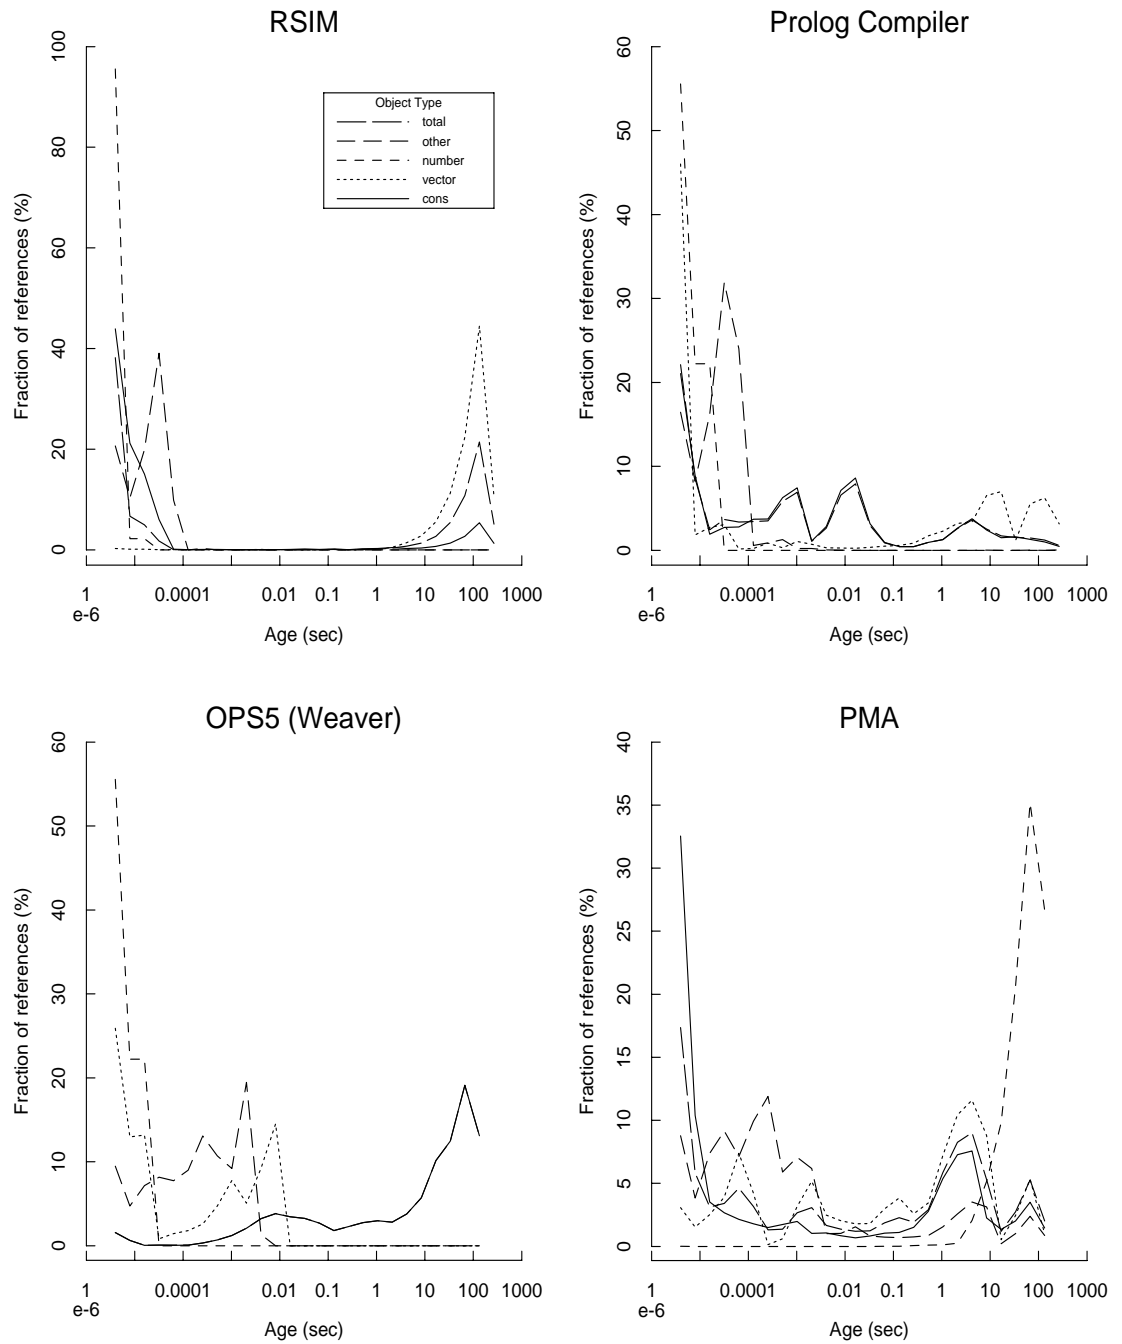 RSIM
Fraction of references (%)
100
80
60
40
20
0
Object Type
total
other
number
vector
cons
1 0.0001 0.01 0.1 1 10 100 1000
e-6
Age (sec)
Prolog Compiler
Fraction of references (%)
60
50
40
30
20
10
0
1 0.0001 0.01 0.1 1 10 100 1000
e-6
Age (sec)
OPS5 (Weaver)
Fraction of references (%)
60
50
40
30
20
10
0
1 0.0001 0.01 0.1 1 10 100 1000
e-6
Age (sec)
PMA
Fraction of references (%)
40
35
30
25
20
15
10
5
0
1 0.0001 0.01 0.1 1 10 100 1000
e-6
Age (sec)